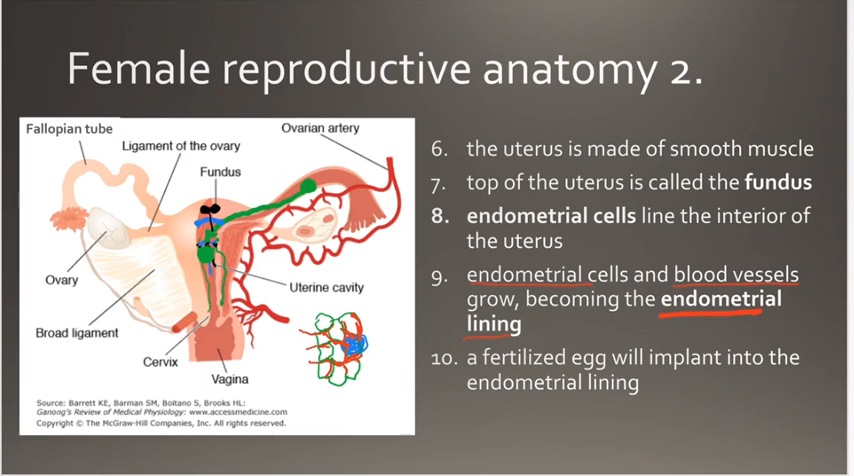 Female reproductive anatomy 2.
Fallopian tube
Ligament of the ovary
Ovarian artery
Fundus
Ovary
Uterine cavity
Broad ligament
Cervix
Vagina
Source: Barrett KE, Barman SM, Boitano S, Brooks HL:
Ganong's Review of Medical Physiology: www.accessmedicine.com
Copyright © The McGraw-Hill Companies, Inc. All rights reserved.
6. the uterus is made of smooth muscle
7. top of the uterus is called the fundus
8. endometrial cells line the interior of
the uterus
9. endometrial cells and blood vessels
grow, becoming the endometrial
lining
10. a fertilized egg will implant into the
endometrial lining